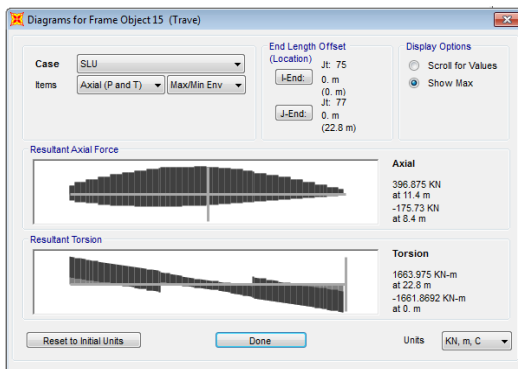 Diagrams for Frame Object 15 (Trave)
Case
SLU
Items
Axial (P and T)
Max/Min Env
End Length Offset
(Location)
I-End:
Jt: 75
0. m
(0. m)
J-End:
Jt: 77
0. m
(22.8 m)
Display Options
Scroll for Values
Show Max
Resultant Axial Force
Axial
396.875 KN
at 11.4 m
-175.73 KN
at 8.4 m
Resultant Torsion
Torsion
1663.975 KN-m
at 22.8 m
-1661.8692 KN-m
at 0. m
Reset to Initial Units
Done
Units
KN, m, C